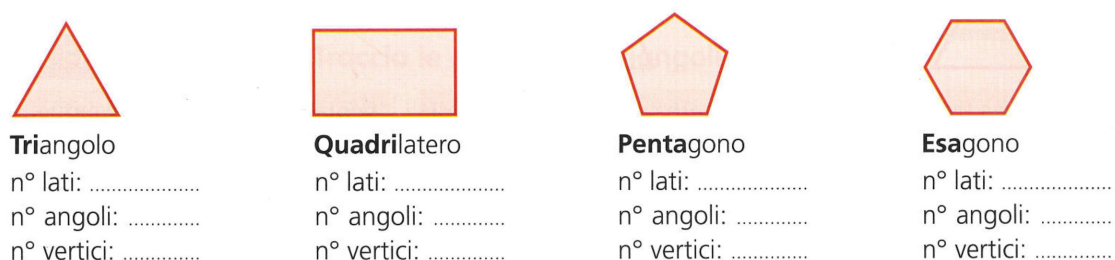 Triangolo
n° lati: ....................
n° angoli: .............
n° vertici: ..............
Quadrilatero
n° lati: ....................
n° angoli: .............
n° vertici: ..............
Pentagono
n° lati: ....................
n° angoli: .............
n° vertici: ..............
Esagono
n° lati: ....................
n° angoli: .............
n° vertici: ..............